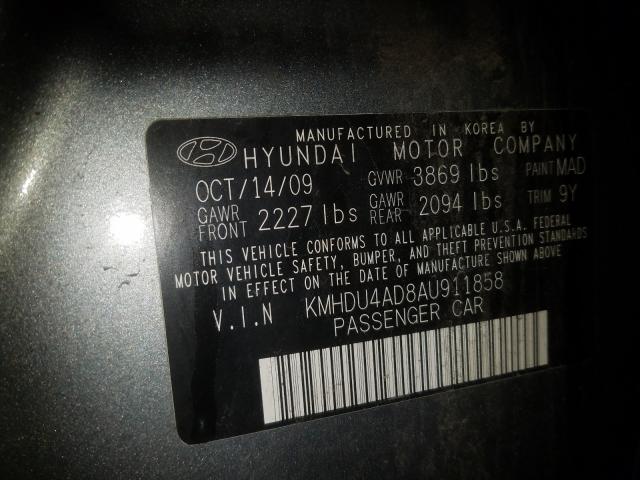 MANUFACTURED IN KOREA BY
HYUNDAI MOTOR COMPANY
OCT/14/09 GVWR 3869 lbs PAINT MAD
GAWR FRONT 2227 lbs GAWR REAR 2094 lbs TRIM 9Y
THIS VEHICLE CONFORMS TO ALL APPLICABLE U.S.A. FEDERAL
MOTOR VEHICLE SAFETY, BUMPER, AND THEFT PREVENTION STANDARDS
IN EFFECT ON THE DATE OF MANUFACTURE SHOWN ABOVE
V.I.N KMHDU4AD8AU911858
PASSENGER CAR